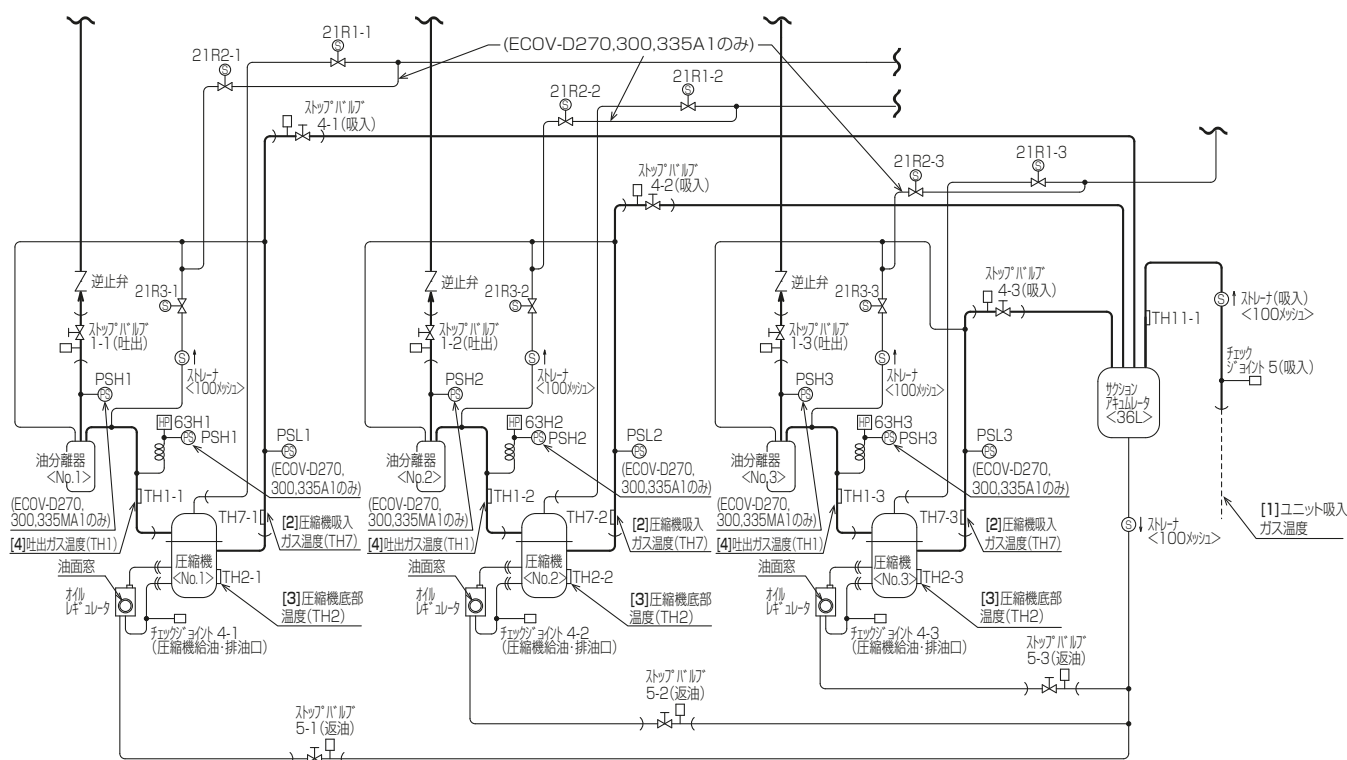 21R1-1
21R2-1
(ECOV-D270,300,335A1のみ)
21R1-2
21R2-2
ストップバルブ
4-1(吸入)
21R1-3
21R2-3
ストップバルブ
4-2(吸入)
逆止弁
21R3-1
ストップバルブ
1-1(吐出)
ストレーナ
<100メッシュ>
PSH1
63H1
PSH1
PSL1
(ECOV-D270,
300,335A1のみ)
油分離器
<No.1>
(ECOV-D270,
300,335MA1のみ)
TH1-1
TH7-1
[2]圧縮機吸入
ガス温度(TH7)
[4]吐出ガス温度(TH1)
油面窓
圧縮機
<No.1>
TH2-1
オイル
レギュレータ
[3]圧縮機底部
温度(TH2)
チェックジョイント 4-1
(圧縮機給油・排油口)
ストップバルブ
5-1(返油)
逆止弁
21R3-2
ストップバルブ
1-2(吐出)
ストレーナ
<100メッシュ>
PSH2
63H2
PSH2
PSL2
(ECOV-D270,
300,335A1のみ)
油分離器
<No.2>
(ECOV-D270,
300,335MA1のみ)
TH1-2
TH7-2
[2]圧縮機吸入
ガス温度(TH7)
[4]吐出ガス温度(TH1)
油面窓
圧縮機
<No.2>
TH2-2
オイル
レギュレータ
[3]圧縮機底部
温度(TH2)
チェックジョイント 4-2
(圧縮機給油・排油口)
ストップバルブ
5-2(返油)
逆止弁
21R3-3
ストップバルブ
4-3(吸入)
ストップバルブ
1-3(吐出)
ストレーナ
<100メッシュ>
PSH3
63H3
PSH3
PSL3
(ECOV-D270,
300,335A1のみ)
油分離器
<No.3>
(ECOV-D270,
300,335MA1のみ)
TH1-3
TH7-3
[2]圧縮機吸入
ガス温度(TH7)
[4]吐出ガス温度(TH1)
油面窓
圧縮機
<No.3>
TH2-3
オイル
レギュレータ
[3]圧縮機底部
温度(TH2)
チェックジョイント 4-3
(圧縮機給油・排油口)
ストップバルブ
5-3(返油)
TH11-1
ストレーナ(吸入)
<100メッシュ>
チェック
ジョイント 5(吸入)
サクション
アキュムレータ
<36L>
[1]ユニット吸入
ガス温度
ストレーナ
<100メッシュ>